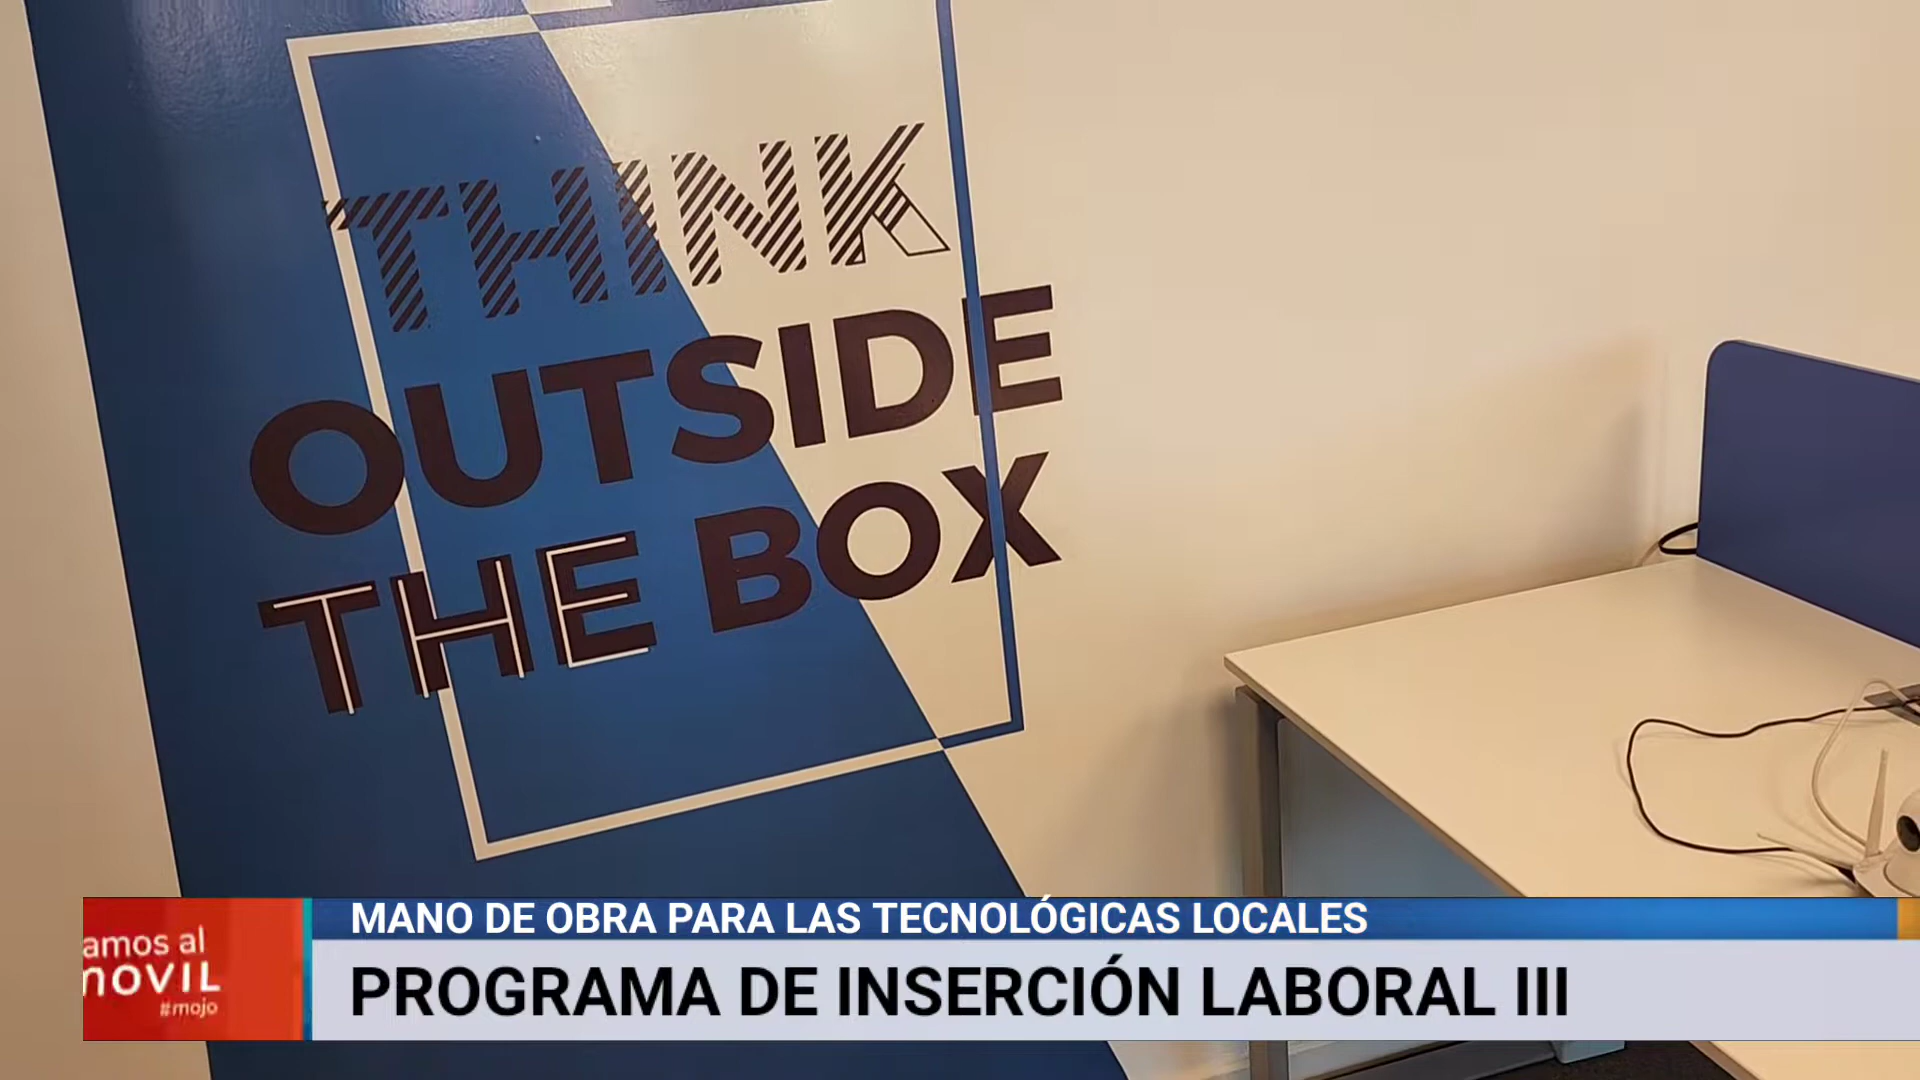 THINK
OUTSIDE
THE BOX
MANO DE OBRA PARA LAS TECNOLÓGICAS LOCALES
amos al
MOVIL
#mojo
PROGRAMA DE INSERCIÓN LABORAL III